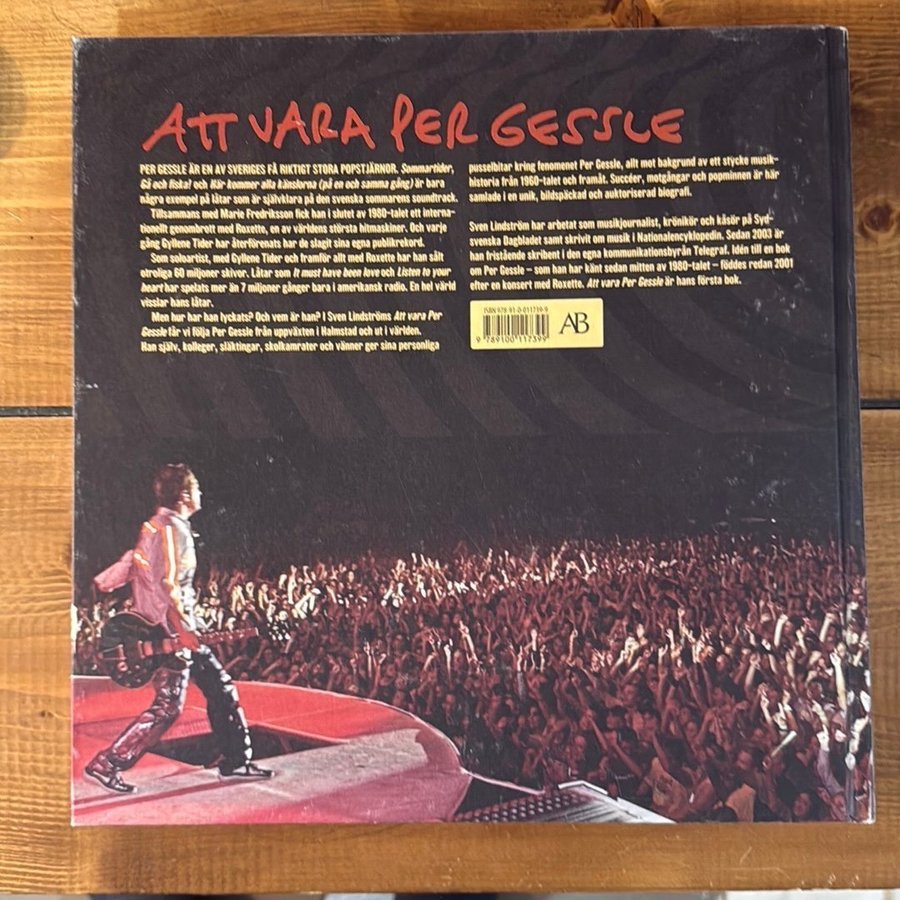 ATT VARA PER GESSLE
PER GESSLE ÄR EN AV SVERIGES FÅ RIKTIGT STORA POPSTJÄRNOR. Sommartider,
Gå och fiska! och Här kommer alla känslorna (på en och samma gång) är bara
några exempel på låtar som är självklara på den svenska sommarens soundtrack.
Tillsammans med Marie Fredriksson fick han i slutet av 1980-talet ett interna-
tionellt genombrott med Roxette, en av världens största hitmaskiner. Och varje
gång Gyllene Tider har återförenats har de slagit sina egna publikrekord.
Som soloartist, med Gyllene Tider och framför allt med Roxette har han sålt
otroliga 60 miljoner skivor. Låtar som It must have been love och Listen to your
heart har spelats mer än 7 miljoner gånger bara i amerikansk radio. En hel värld
visslar hans låtar.
Men hur har han lyckats? Och vem är han? I Sven Lindströms Att vara Per
Gessle får vi följa Per Gessle från uppväxten i Halmstad och ut i världen.
Han själv, kolleger, släktingar, skolkamrater och vänner ger sina personliga
pusselbitar kring fenomenet Per Gessle, allt mot bakgrund av ett stycke musik-
historia från 1960-talet och framåt. Succéer, motgångar och popminnen är här
samlade i en unik, bildspäckad och auktoriserad biografi.
Sven Lindström har arbetat som musikjournalist, krönikör och kåsör på Syd-
svenska Dagbladet samt skrivit om musik i Nationalencyklopedin. Sedan 2003 är
han fristående skribent i den egna kommunikationsbyrån Telegraf. Idén till en bok
om Per Gessle – som han har känt sedan mitten av 1980-talet – föddes redan 2001
efter en konsert med Roxette. Att vara Per Gessle är hans första bok.
ISBN 978-91-0-011739-9
AB
9 789100 117399